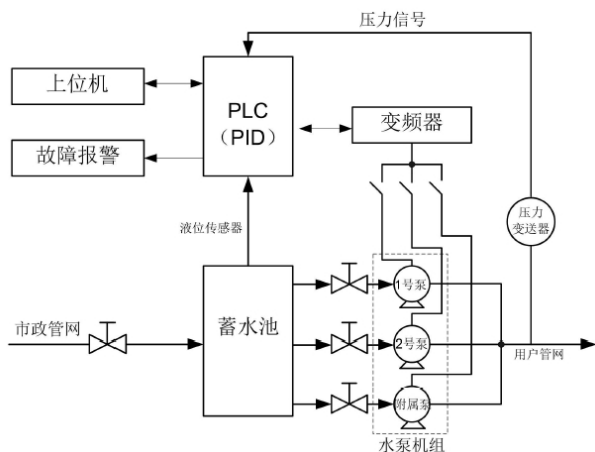 压力信号
上位机
PLC
（PID）
变频器
故障报警
液位传感器
压力
变送器
1号泵
市政管网
蓄水池
2号泵
用户管网
附属泵
水泵机组